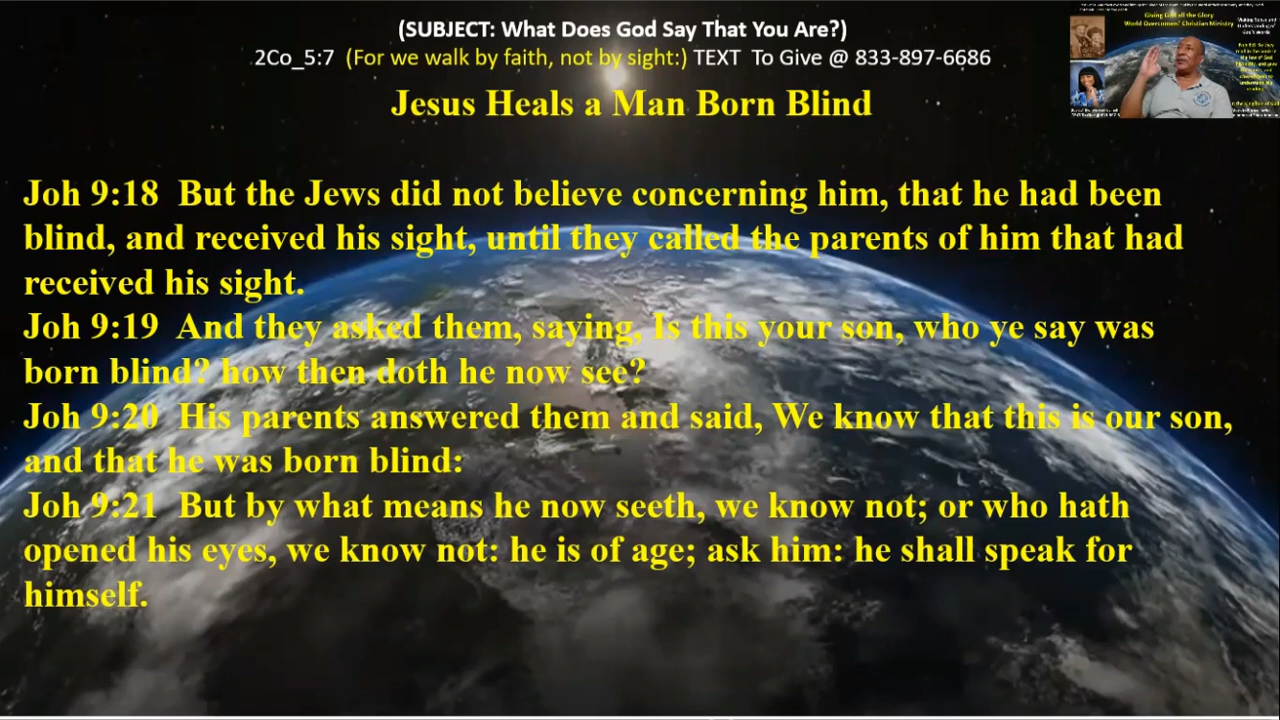 (SUBJECT: What Does God Say That You Are?)
2Co_5:7 (For we walk by faith, not by sight:) TEXT To Give @ 833-897-6686
Jesus Heals a Man Born Blind
Giving God all the Glory
World Overcomers' Christian Ministry
Joh 9:18 But the Jews did not believe concerning him, that he had been
blind, and received his sight, until they called the parents of him that had
received his sight.
Joh 9:19 And they asked them, saying, Is this your son, who ye say was
born blind? how then doth he now see?
Joh 9:20 His parents answered them and said, We know that this is our son,
and that he was born blind:
Joh 9:21 But by what means he now seeth, we know not; or who hath
opened his eyes, we know not: he is of age; ask him: he shall speak for
himself.